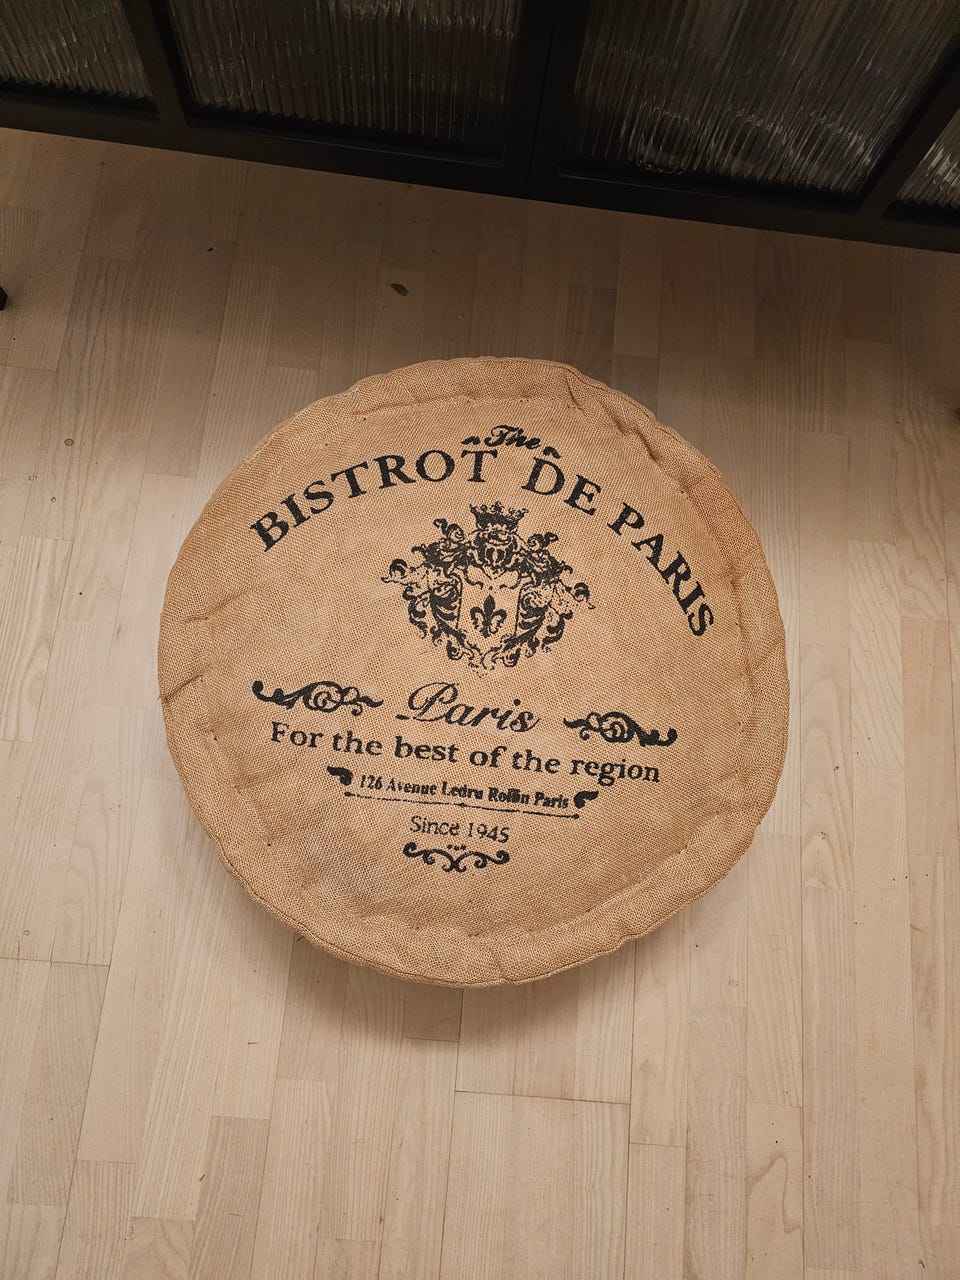 The
BISTROT DE PARIS
Paris
For the best of the region
126 Avenue Ledru Rollin Paris
Since 1945